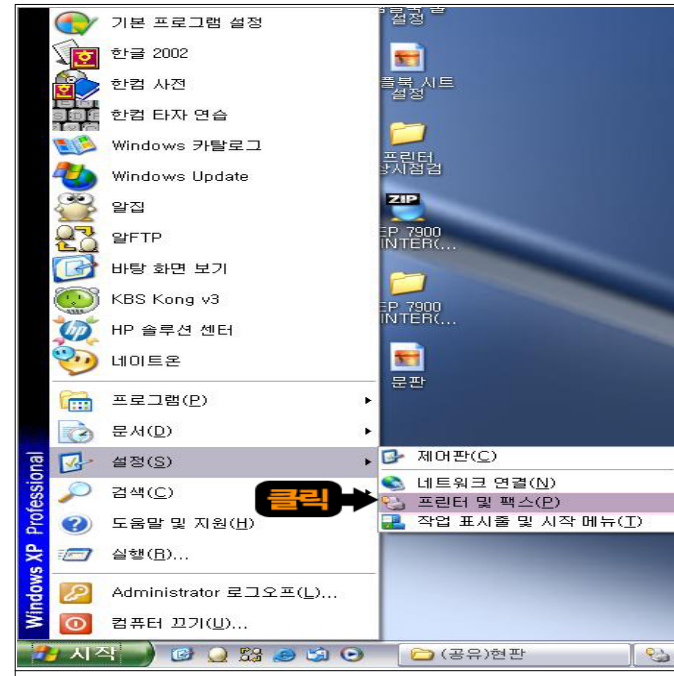 기본 프로그램 설정
한글 2002
한컴 사전
한컴 타자 연습
Windows 카탈로그
Windows Update
알집
알FTP
바탕 화면 보기
KBS Kong v3
HP 솔루션 센터
네이트온
프로그램(P)
문서(D)
설정(S)
검색(C)
도움말 및 지원(H)
실행(R)...
Administrator 로그오프(L)...
컴퓨터 끄기(U)...
Windows XP Professional
클릭
제어판(C)
네트워크 연결(N)
프린터 및 팩스(P)
작업 표시줄 및 시작 메뉴(T)
설정
시트
설정
프린터
상시점검
ZIP
EP 7900
INTER(...
EP 7900
INTER(...
문판
시작
(공유)현판